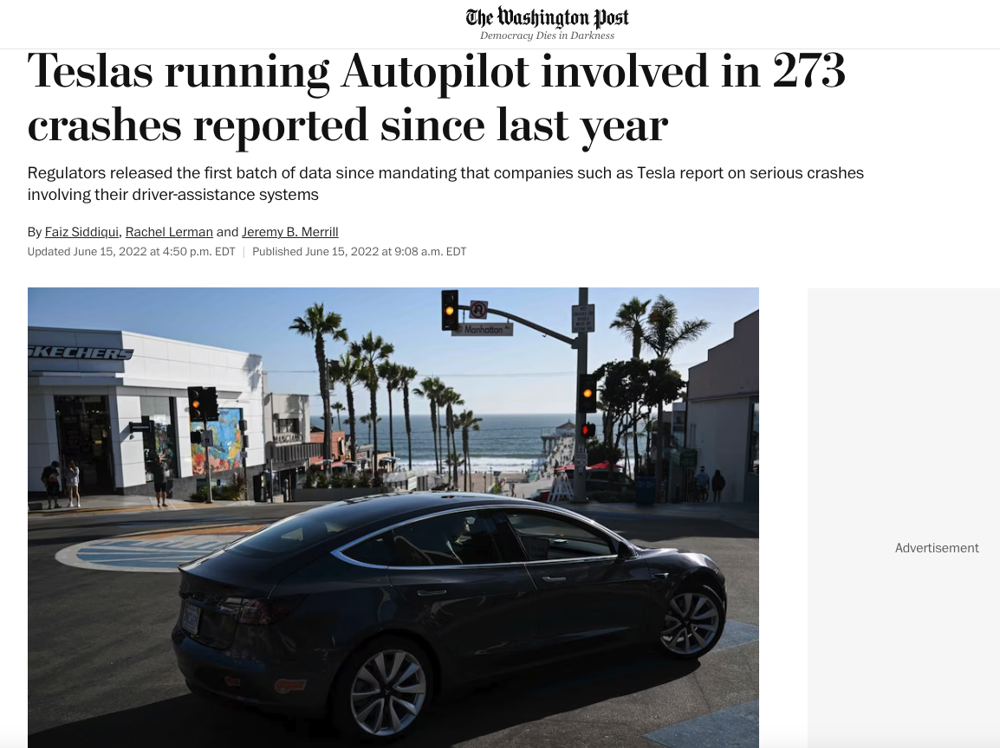 The Washington Post
Democracy Dies in Darkness
Teslas running Autopilot involved in 273
crashes reported since last year
Regulators released the first batch of data since mandating that companies such as Tesla report on serious crashes
involving their driver-assistance systems
By Faiz Siddiqui, Rachel Lerman and Jeremy B. Merrill
Updated June 15, 2022 at 4:50 p.m. EDT | Published June 15, 2022 at 9:08 a.m. EDT
SKECHERS
Manhattan
Advertisement